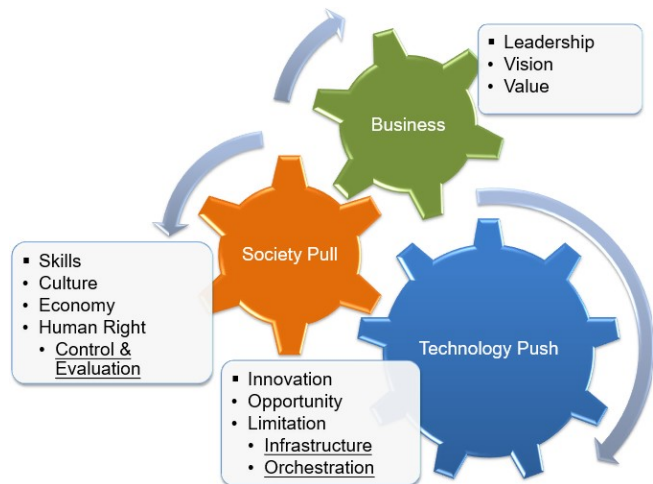 Business
▪ Leadership
• Vision
• Value
Society Pull
▪ Skills
• Culture
• Economy
• Human Right
• Control &
Evaluation
Technology Push
▪ Innovation
• Opportunity
• Limitation
• Infrastructure
• Orchestration